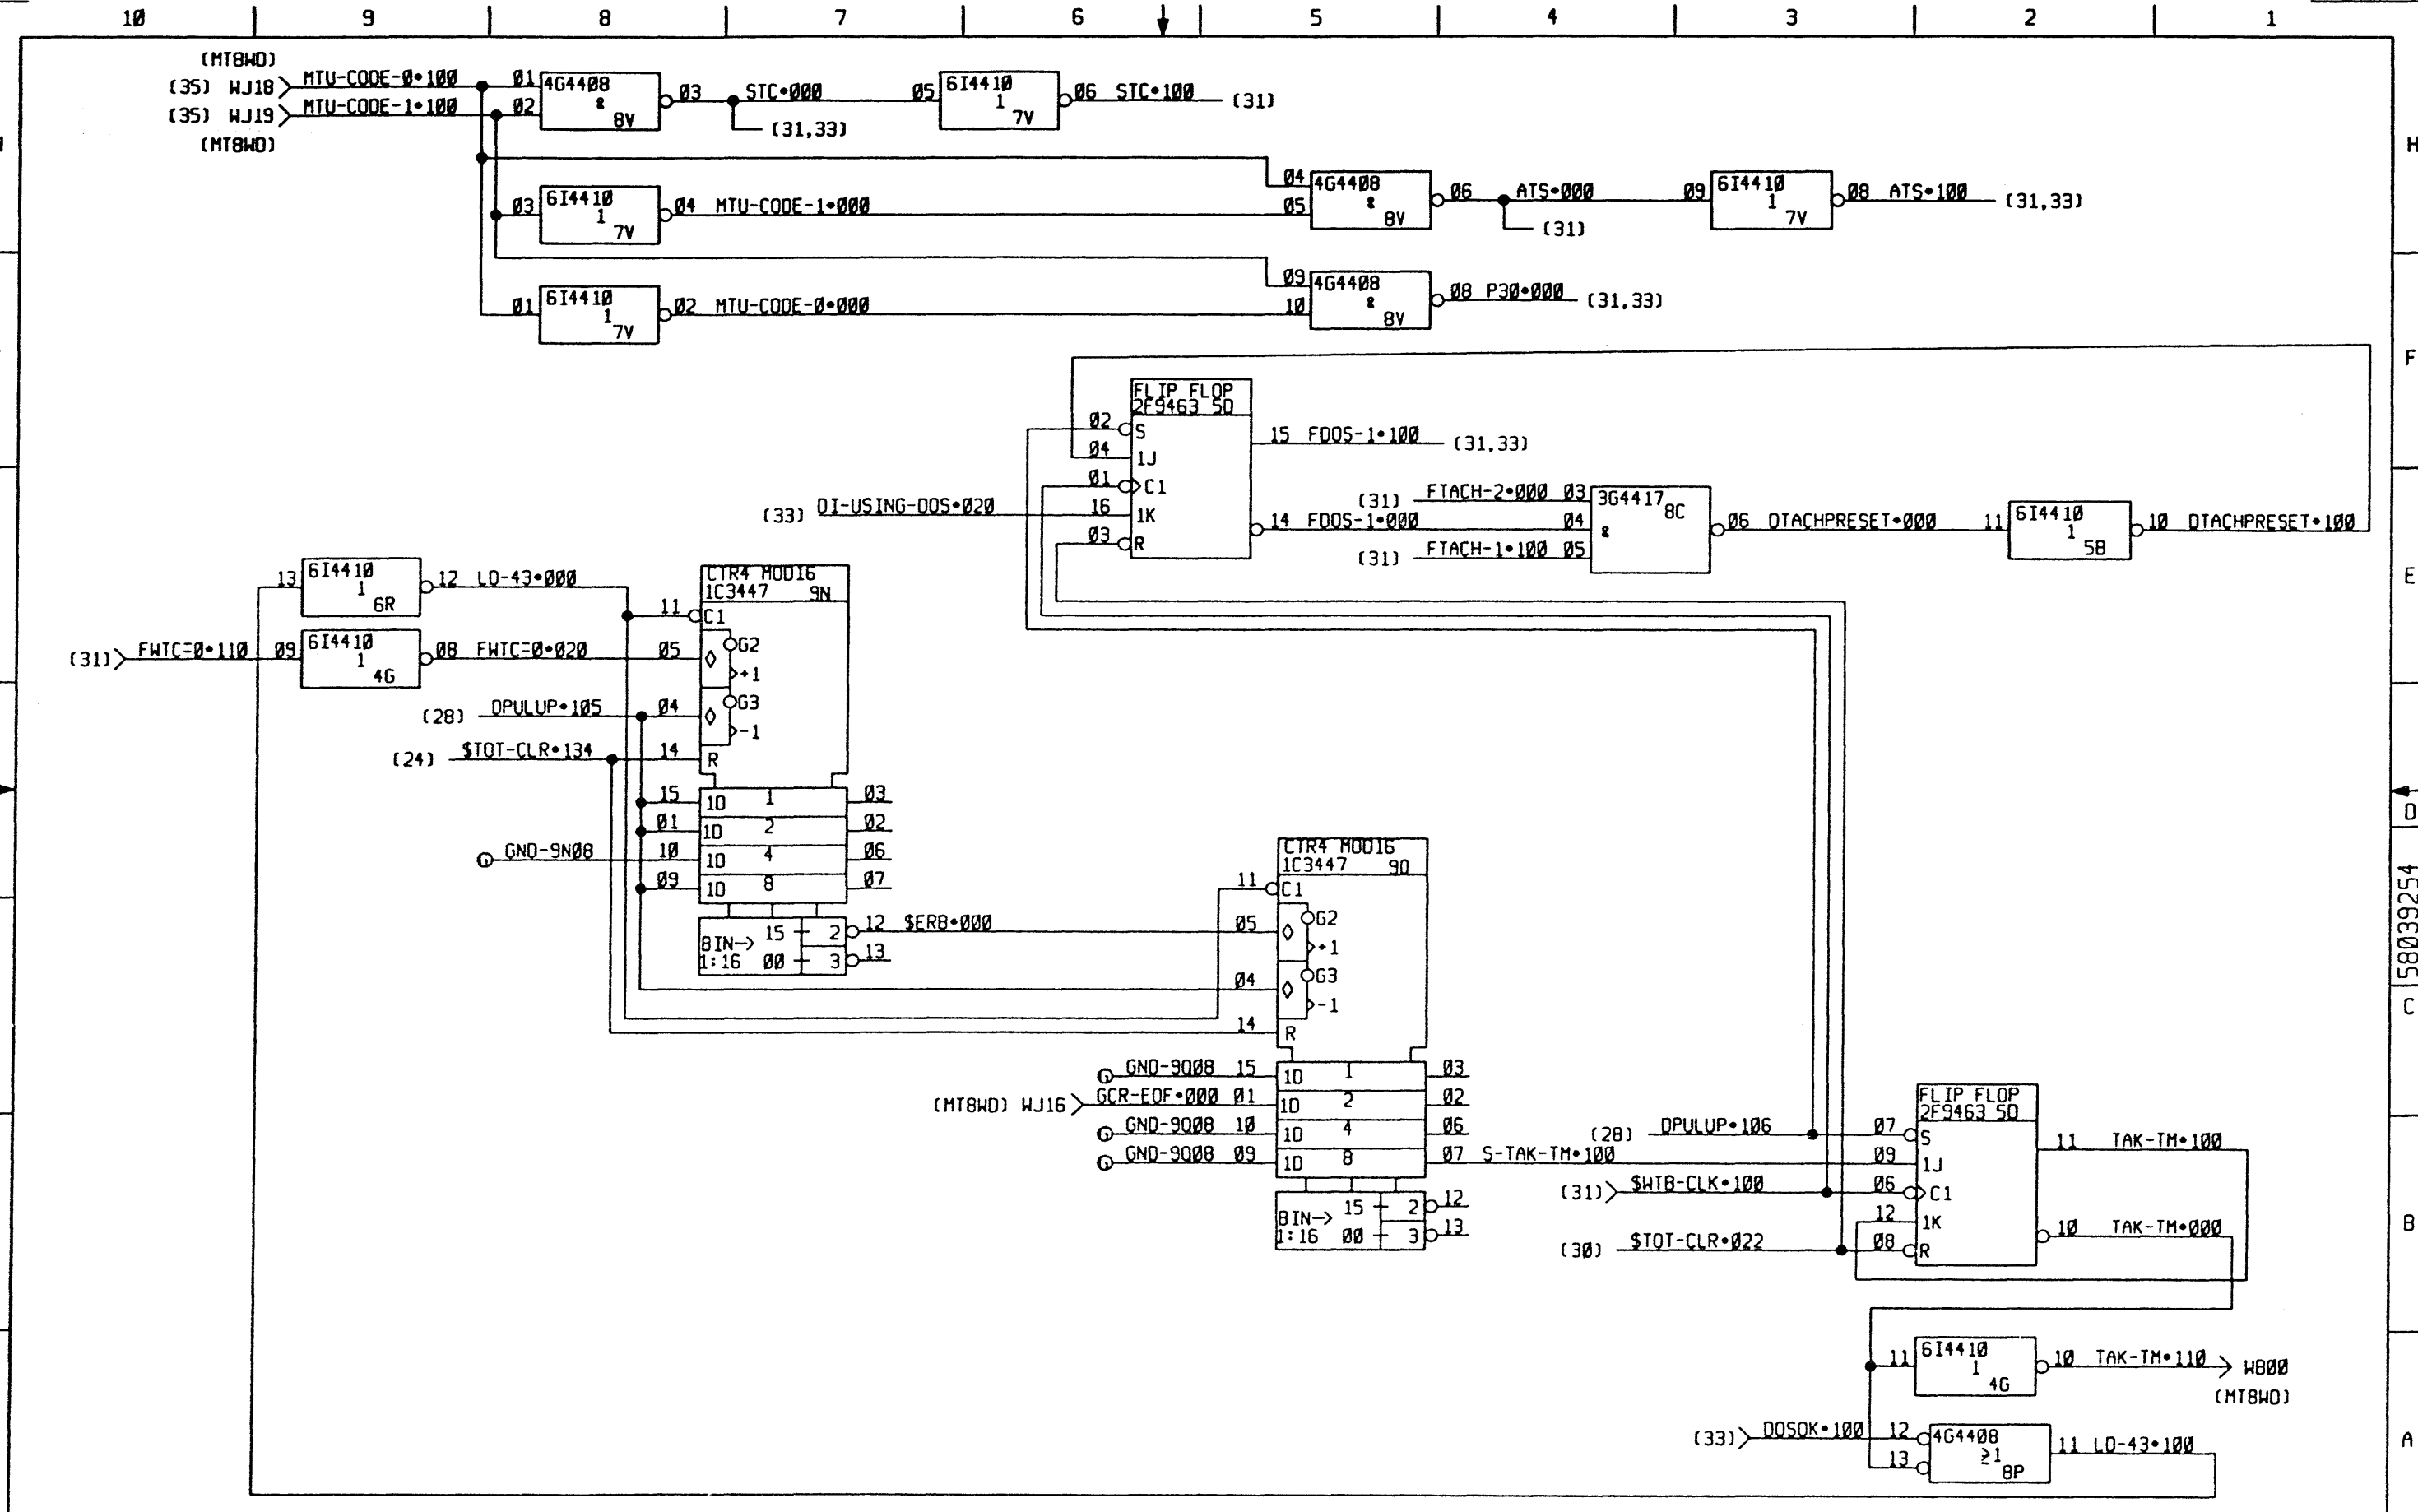 10 9 8 7 6 5 4 3 2 1
(MT8WD)
(35) WJ18 MTU-CODE-0•100 01 4G4408 & 8V 03 STC•000 05 6I4410 1 7V 06 STC•100 (31)
(35) WJ19 MTU-CODE-1•100 02
(31,33)
(MT8WD)
H
04 4G4408 & 8V 06 ATS•000 09 6I4410 1 7V 08 ATS•100 (31,33)
03 6I4410 1 7V 04 MTU-CODE-1•000 05
(31)
09 4G4408 & 8V 08 P30•000 (31,33)
01 6I4410 1 7V 02 MTU-CODE-0•000 10
F
FLIP FLOP
2F9463 5D
02 S
15 FDOS-1•100 (31,33)
04 1J
01 C1
(33) DI-USING-DOS•020 16 1K
03 R
14 FDOS-1•000 04
(31) FTACH-2•000 03
(31) FTACH-1•100 05
3G4417 8C & 06 DTACHPRESET•000 11 6I4410 1 5B 10 DTACHPRESET•100
E
13 6I4410 1 6R 12 LD-43•000
(31) FWTC=0•110 09 6I4410 1 4G 08 FWTC=0•020 05
CTR4 MOD16
1C3447 9N
11 C1
G2
+1
(28) DPULUP•105 04 G3
-1
(24) $TOT-CLR•134 14 R
15 1D 1 03
01 1D 2 02
GND-9N08 10 1D 4 06
09 1D 8 07
BIN-> 15 2 12 $ERB•000
1:16 00 3 13
D
58039254
C
CTR4 MOD16
1C3447 9Q
11 C1
05 G2
+1
04 G3
-1
14 R
GND-9Q08 15 1D 1 03
(MT8WD) WJ16 GCR-EOF•000 01 1D 2 02
GND-9Q08 10 1D 4 06
GND-9Q08 09 1D 8 07 S-TAK-TM•100
BIN-> 15 2 12
1:16 00 3 13
FLIP FLOP
2F9463 5D
(28) DPULUP•106 07 S
11 TAK-TM•100
09 1J
(31) $WTB-CLK•100 06 C1
12 1K
B
10 TAK-TM•000
(30) $TOT-CLR•022 08 R
11 6I4410 1 4G 10 TAK-TM•110 WB00
(MT8WD)
(33) DOSOK•100 12 4G4408 ≥1 8P 11 LD-43•100
13
A